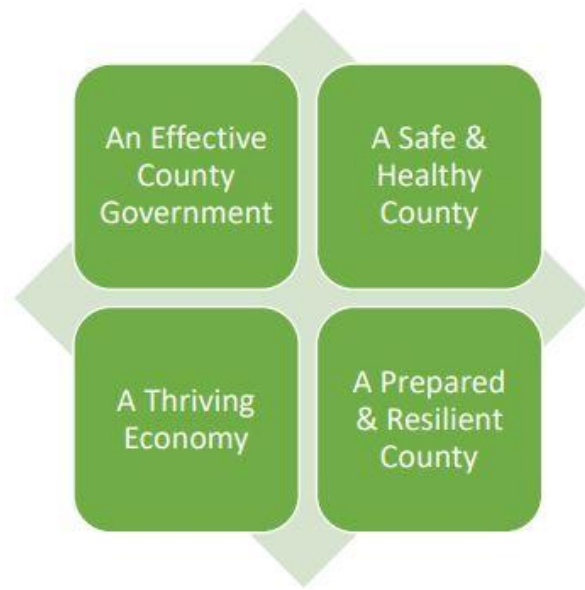 An Effective
County
Government
A Safe &
Healthy
County
A Thriving
Economy
A Prepared
& Resilient
County